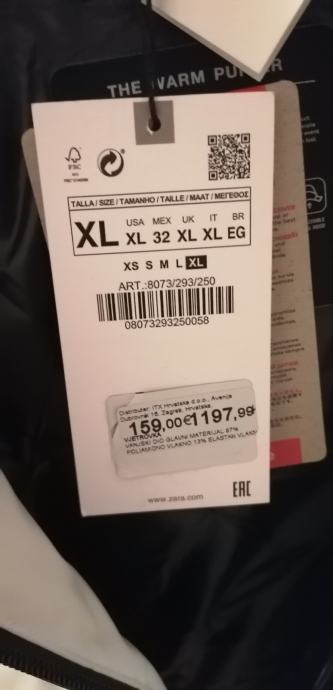 THE WARM PUFFER
FSC
TALLA / SIZE / TAMANHO / TAILLE / MAAT / ΜΕΓΕΘΟΣ
XL
USA MEX UK IT BR
XL 32 XL XL EG
XS S M L XL
ART.:8073/293/250
08073293250058
Distributer: ITX Hrvatska d.o.o., Avenija
Dubrovnik 16, Zagreb, Hrvatska
159,00€1197,99
VJETROVKA
VANJSKI DIO GLAVNI MATERIJAL 87%
POLIAMIDNO VLAKNO 13% ELASTAN VLAKN
www.zara.com
EAC